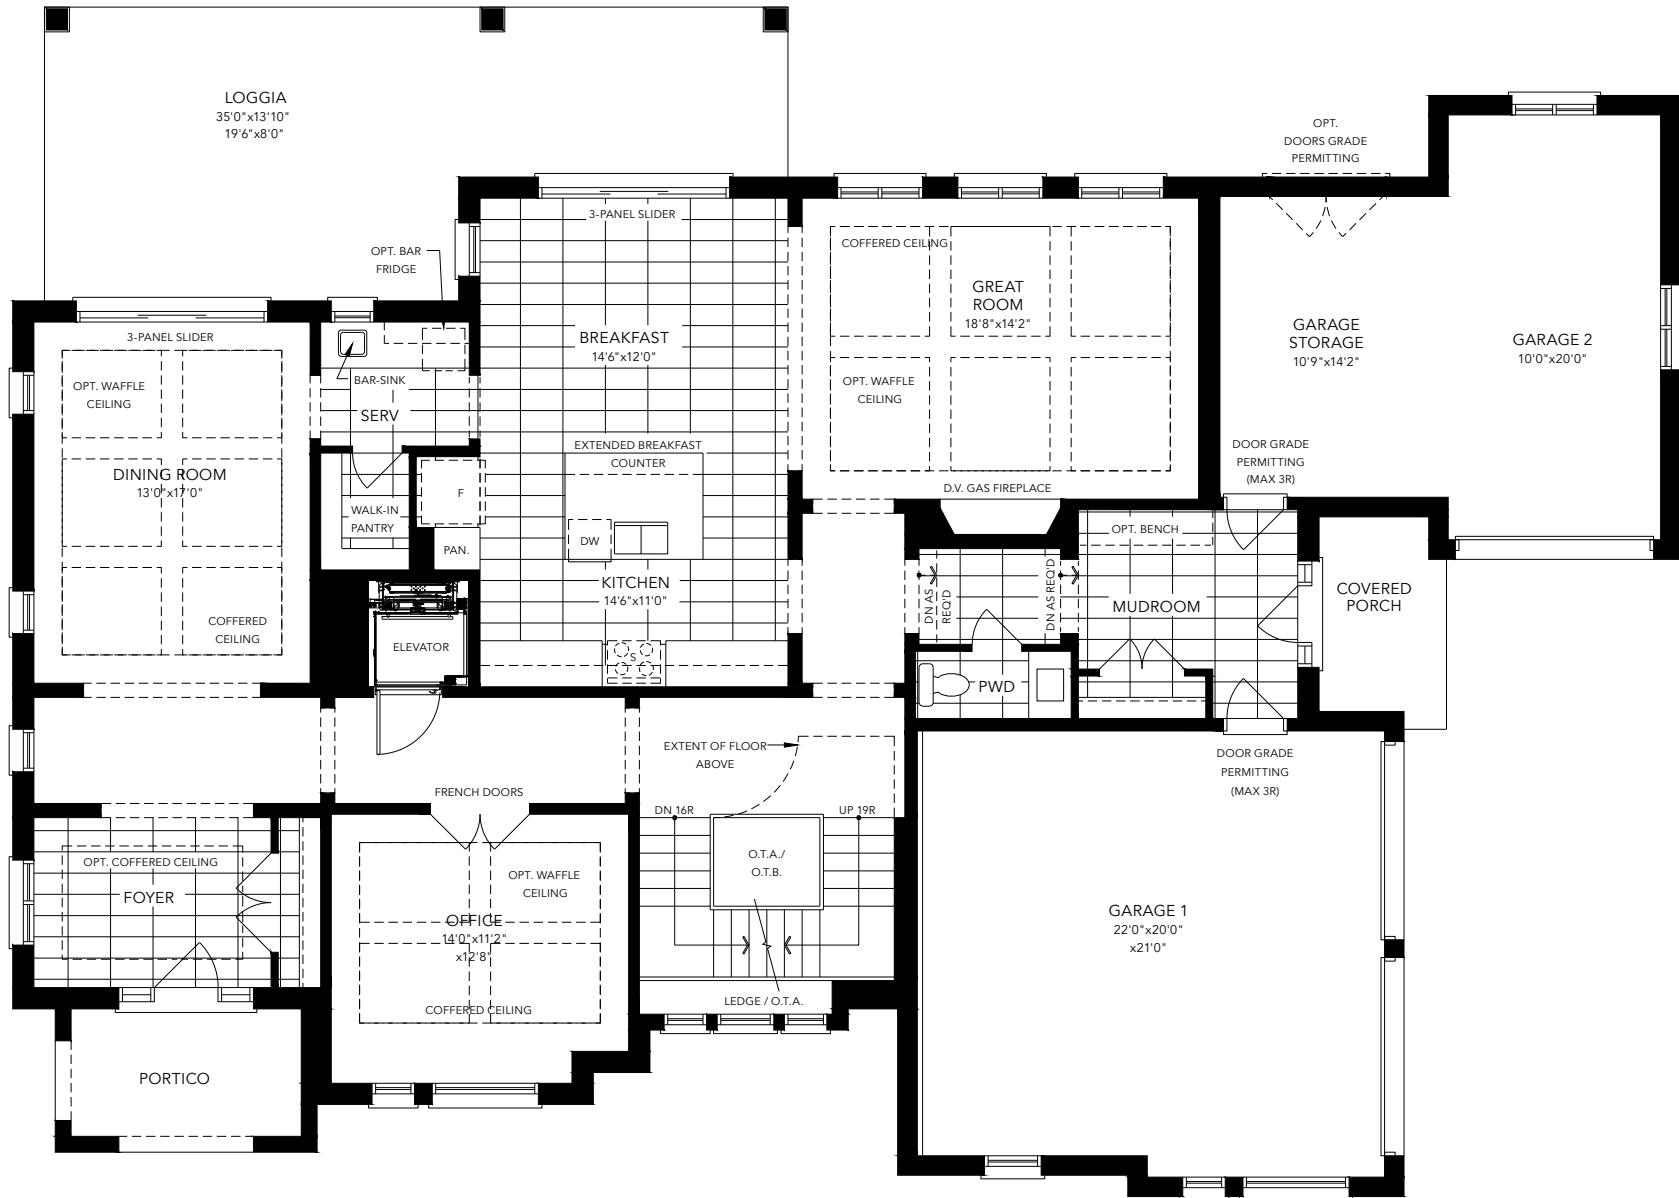 LOGGIA
35'0"x13'10"
19'6"x8'0"
OPT.
DOORS GRADE
PERMITTING
3-PANEL SLIDER
OPT. BAR
FRIDGE
COFFERED CEILING
GREAT
ROOM
18'8"x14'2"
GARAGE
STORAGE
10'9"x14'2"
GARAGE 2
10'0"x20'0"
3-PANEL SLIDER
BREAKFAST
14'6"x12'0"
OPT. WAFFLE
CEILING
BAR-SINK
SERV
OPT. WAFFLE
CEILING
EXTENDED BREAKFAST
COUNTER
DOOR GRADE
PERMITTING
(MAX 3R)
DINING ROOM
13'0"x17'0"
D.V. GAS FIREPLACE
F
WALK-IN
PANTRY
OPT. BENCH
DW
PAN.
KITCHEN
14'6"x11'0"
DN AS
REQ'D
DN AS REQ'D
MUDROOM
COVERED
PORCH
COFFERED
CEILING
ELEVATOR
S
PWD
EXTENT OF FLOOR
ABOVE
DOOR GRADE
PERMITTING
(MAX 3R)
FRENCH DOORS
DN 16R
UP 19R
OPT. COFFERED CEILING
FOYER
O.T.A./
O.T.B.
OPT. WAFFLE
CEILING
OFFICE
14'0"x11'2"
x12'8"
GARAGE 1
22'0"x20'0"
x21'0"
COFFERED CEILING
LEDGE / O.T.A.
PORTICO